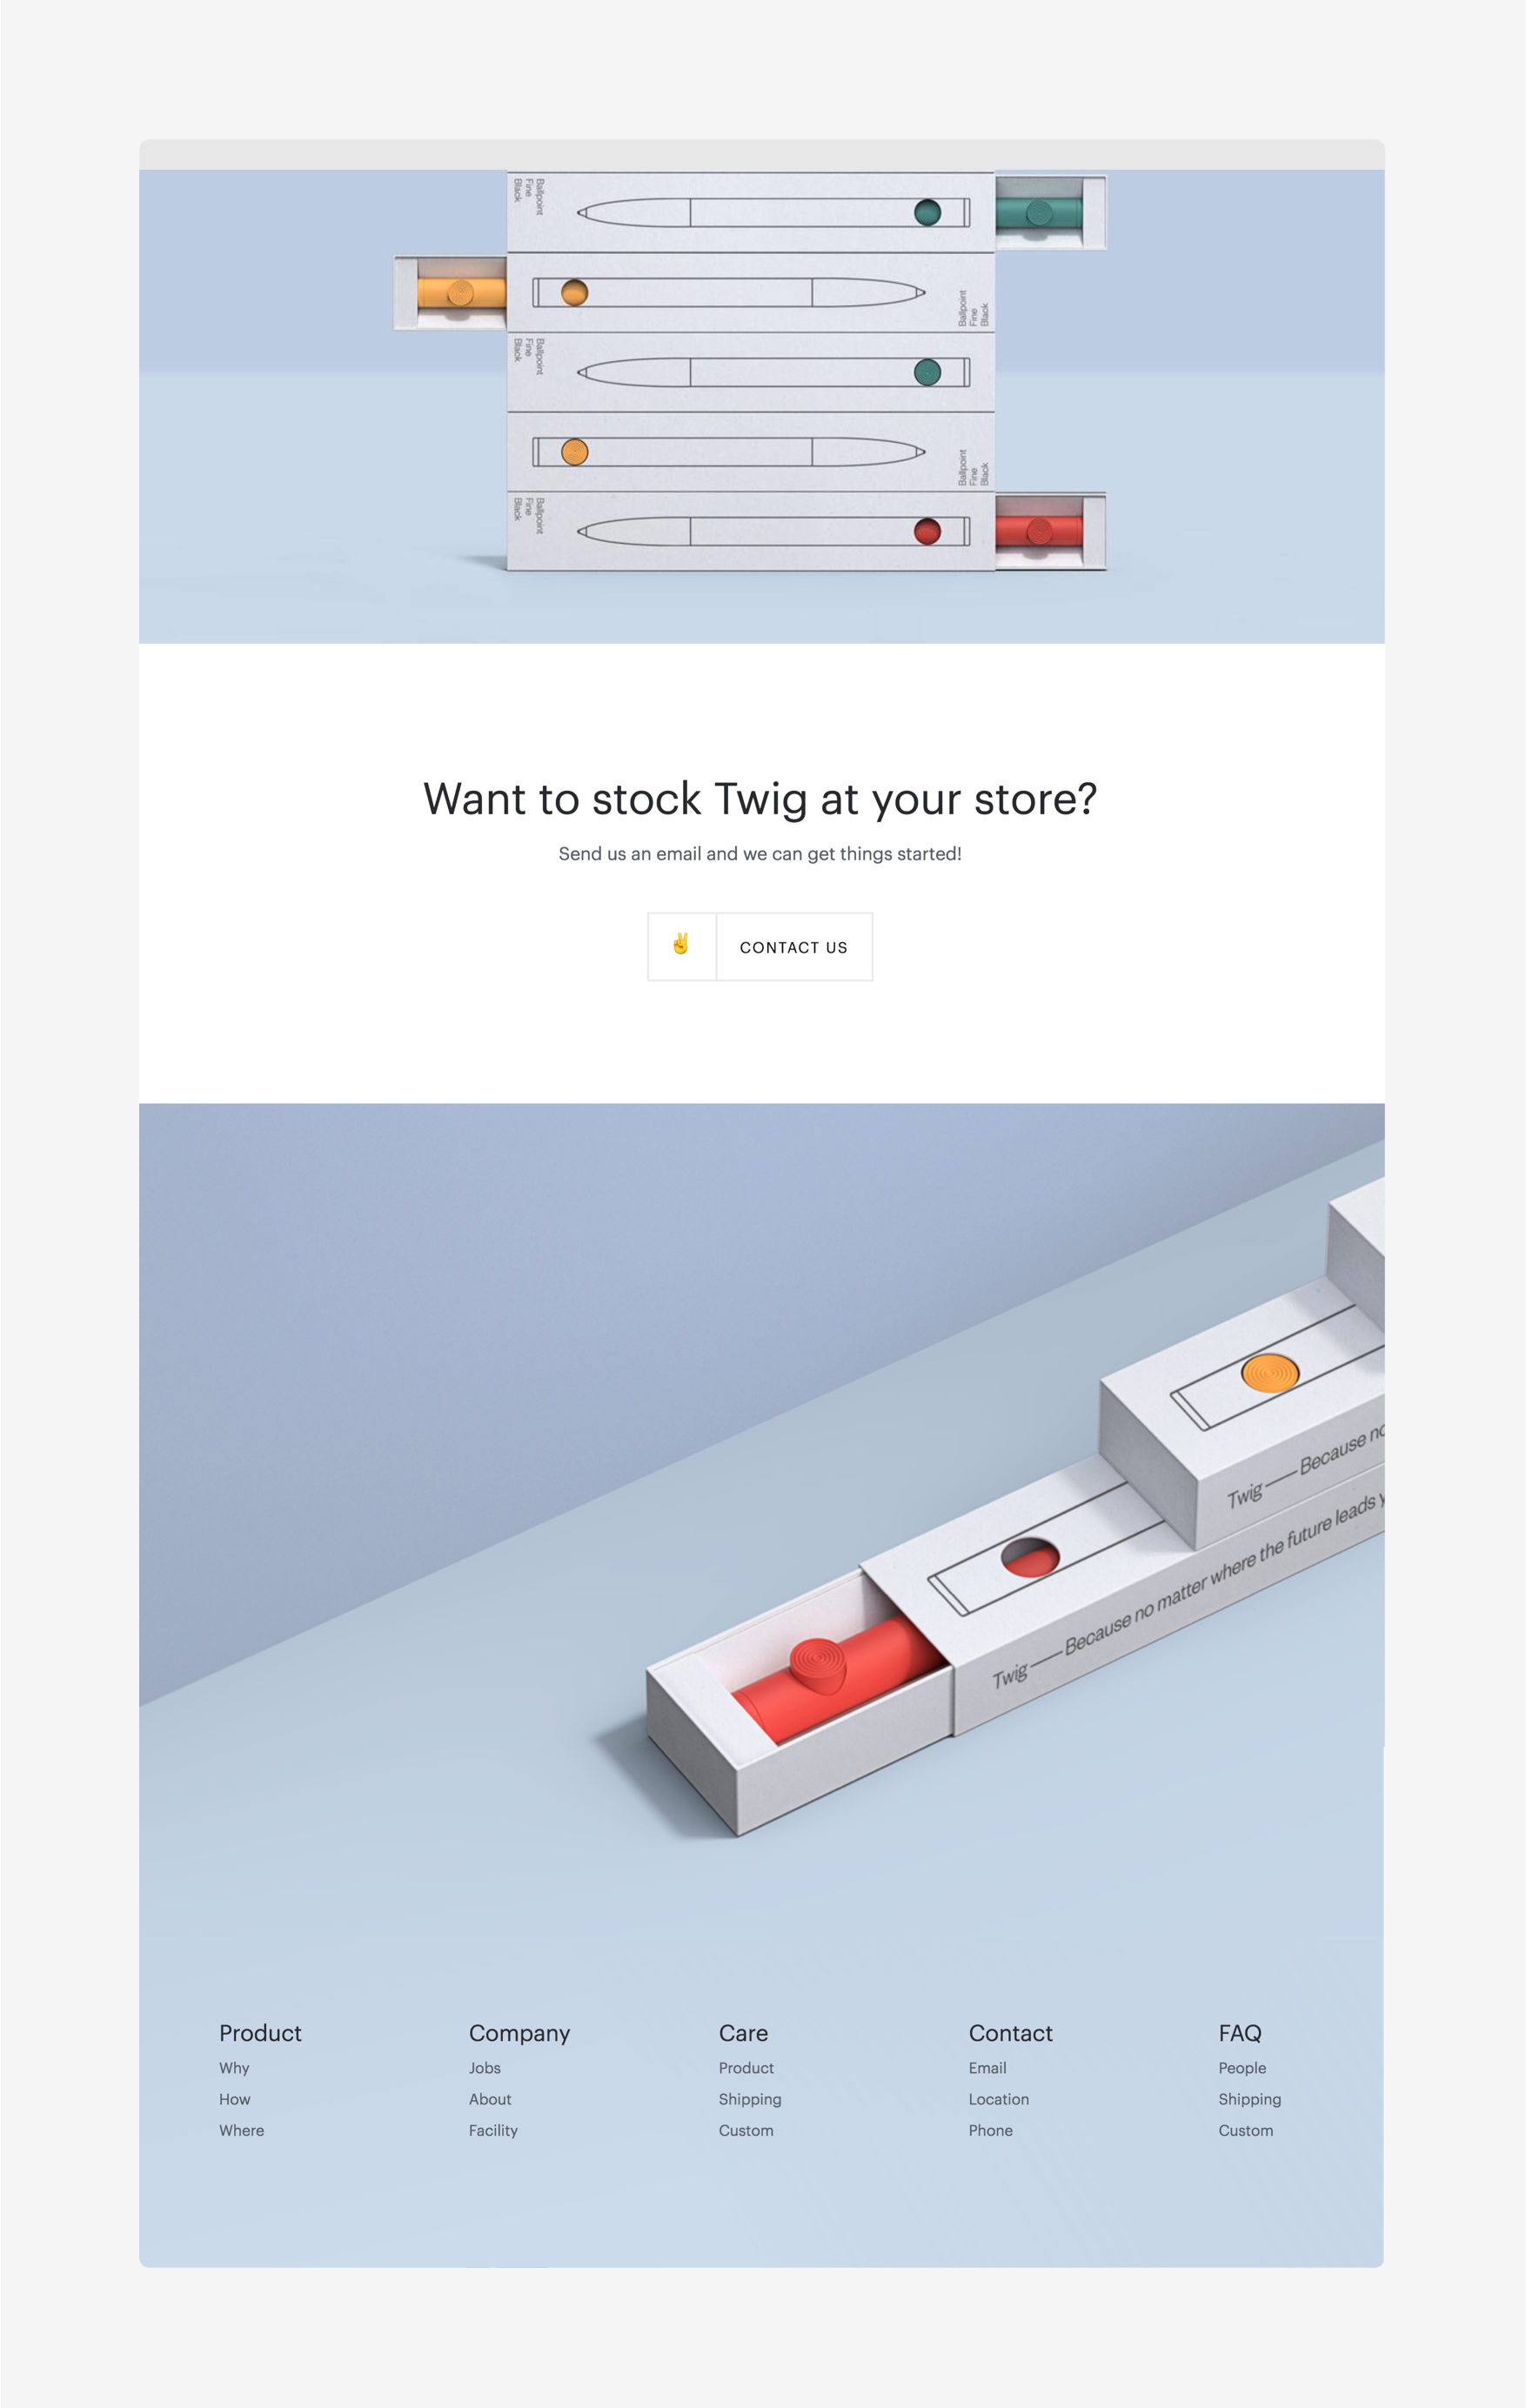 Ballpoint
Fine
Black
Ballpoint
Fine
Black
Ballpoint
Fine
Black
Ballpoint
Fine
Black
Ballpoint
Fine
Black
Want to stock Twig at your store?
Send us an email and we can get things started!
✌️ CONTACT US
Twig — Because no
Twig — Because no matter where the future leads
Product
Why
How
Where
Company
Jobs
About
Facility
Care
Product
Shipping
Custom
Contact
Email
Location
Phone
FAQ
People
Shipping
Custom